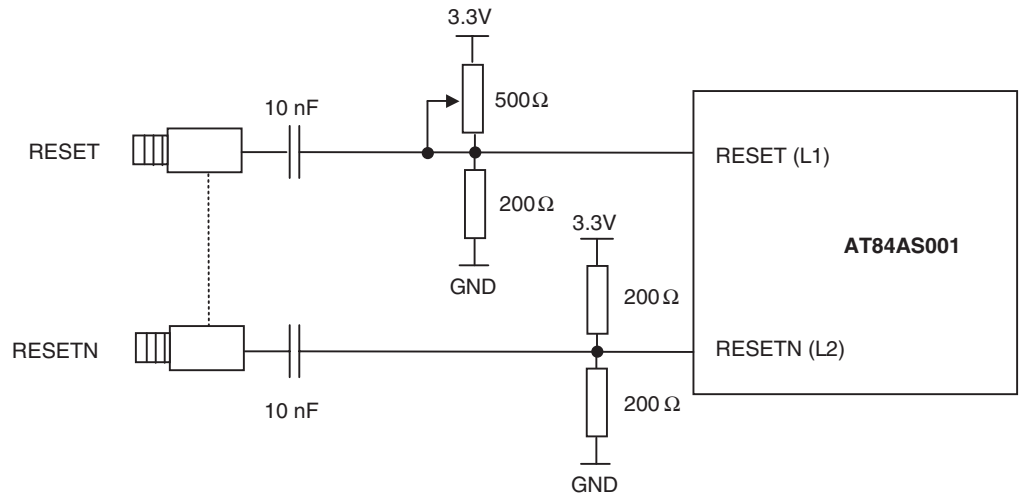 3.3V
500Ω
10 nF
RESET
RESET (L1)
200Ω
3.3V
AT84AS001
GND
200Ω
RESETN
RESETN (L2)
10 nF
200Ω
GND